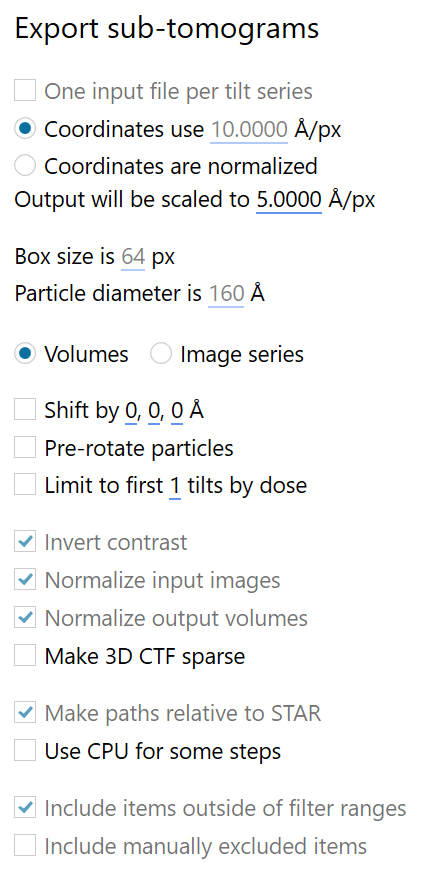 Export sub-tomograms
One input file per tilt series
Coordinates use 10.0000 Å/px
Coordinates are normalized
Output will be scaled to 5.0000 Å/px
Box size is 64 px
Particle diameter is 160 Å
Volumes Image series
Shift by 0, 0, 0 Å
Pre-rotate particles
Limit to first 1 tilts by dose
Invert contrast
Normalize input images
Normalize output volumes
Make 3D CTF sparse
Make paths relative to STAR
Use CPU for some steps
Include items outside of filter ranges
Include manually excluded items